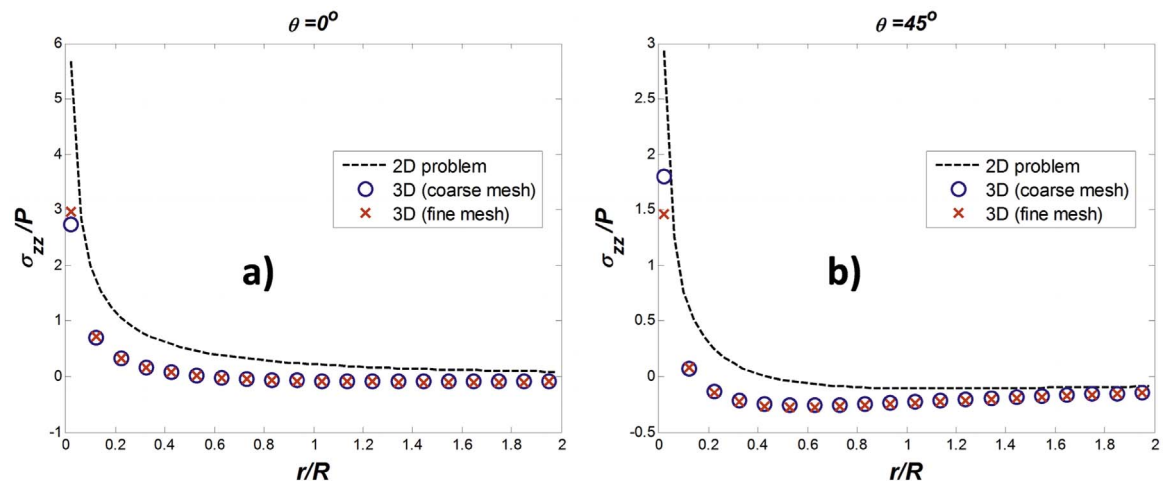 θ =0º
6
5
4
3
2
1
0
-1
σzz/P
2D problem
3D (coarse mesh)
3D (fine mesh)
a)
0 0.2 0.4 0.6 0.8 1 1.2 1.4 1.6 1.8 2
r/R
θ =45º
3
2.5
2
1.5
1
0.5
0
-0.5
σzz/P
2D problem
3D (coarse mesh)
3D (fine mesh)
b)
0 0.2 0.4 0.6 0.8 1 1.2 1.4 1.6 1.8 2
r/R